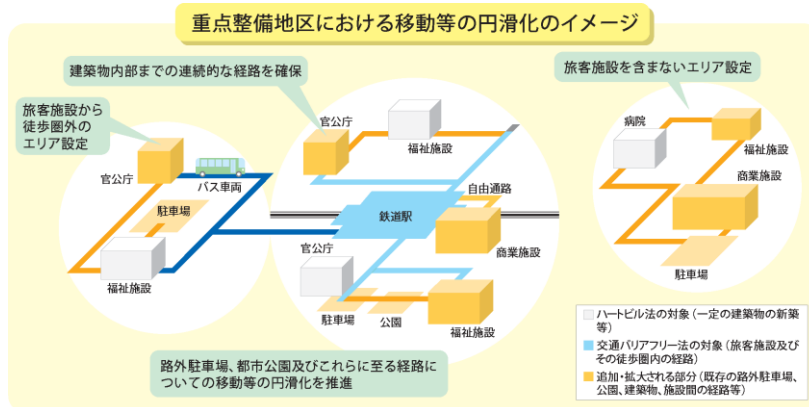 重点整備地区における移動等の円滑化のイメージ
建築物内部までの連続的な経路を確保
旅客施設を含まないエリア設定
旅客施設から
徒歩圏外の
エリア設定
官公庁
バス車両
駐車場
福祉施設
官公庁
福祉施設
自由通路
鉄道駅
商業施設
官公庁
駐車場
公園
福祉施設
病院
福祉施設
商業施設
駐車場
路外駐車場、都市公園及びこれらに至る経路に
ついての移動等の円滑化を推進
ハートビル法の対象（一定の建築物の新築
等）
交通バリアフリー法の対象（旅客施設及び
その徒歩圏内の経路）
追加・拡大される部分（既存の路外駐車場、
公園、建築物、施設間の経路等）